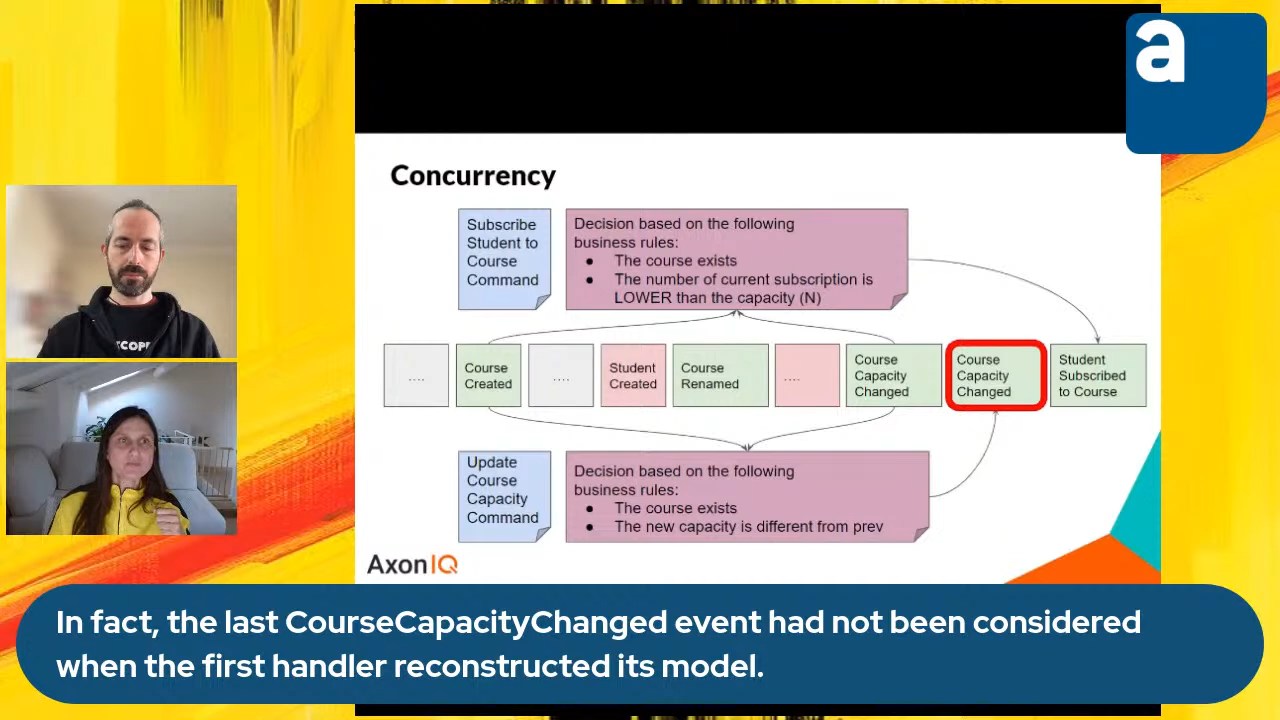 a
Concurrency
Subscribe
Student to
Course
Command
Decision based on the following
business rules:
● The course exists
● The number of current subscription is
LOWER than the capacity (N)
....
Course
Created
....
Student
Created
Course
Renamed
....
Course
Capacity
Changed
Course
Capacity
Changed
Student
Subscribed
to Course
Update
Course
Capacity
Command
Decision based on the following
business rules:
● The course exists
● The new capacity is different from prev
AxonIQ
In fact, the last CourseCapacityChanged event had not been considered
when the first handler reconstructed its model.